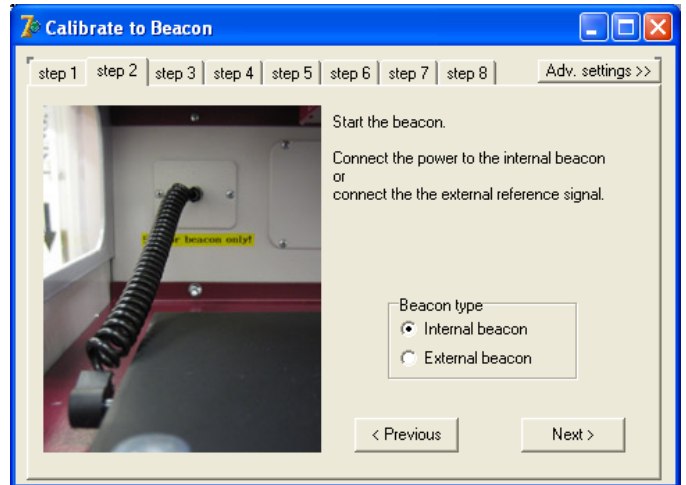 Calibrate to Beacon
step 1 step 2 step 3 step 4 step 5 step 6 step 7 step 8 Adv. settings >>
Start the beacon.
Connect the power to the internal beacon
or
connect the the external reference signal.
beacon only!
Beacon type
Internal beacon
External beacon
< Previous Next >